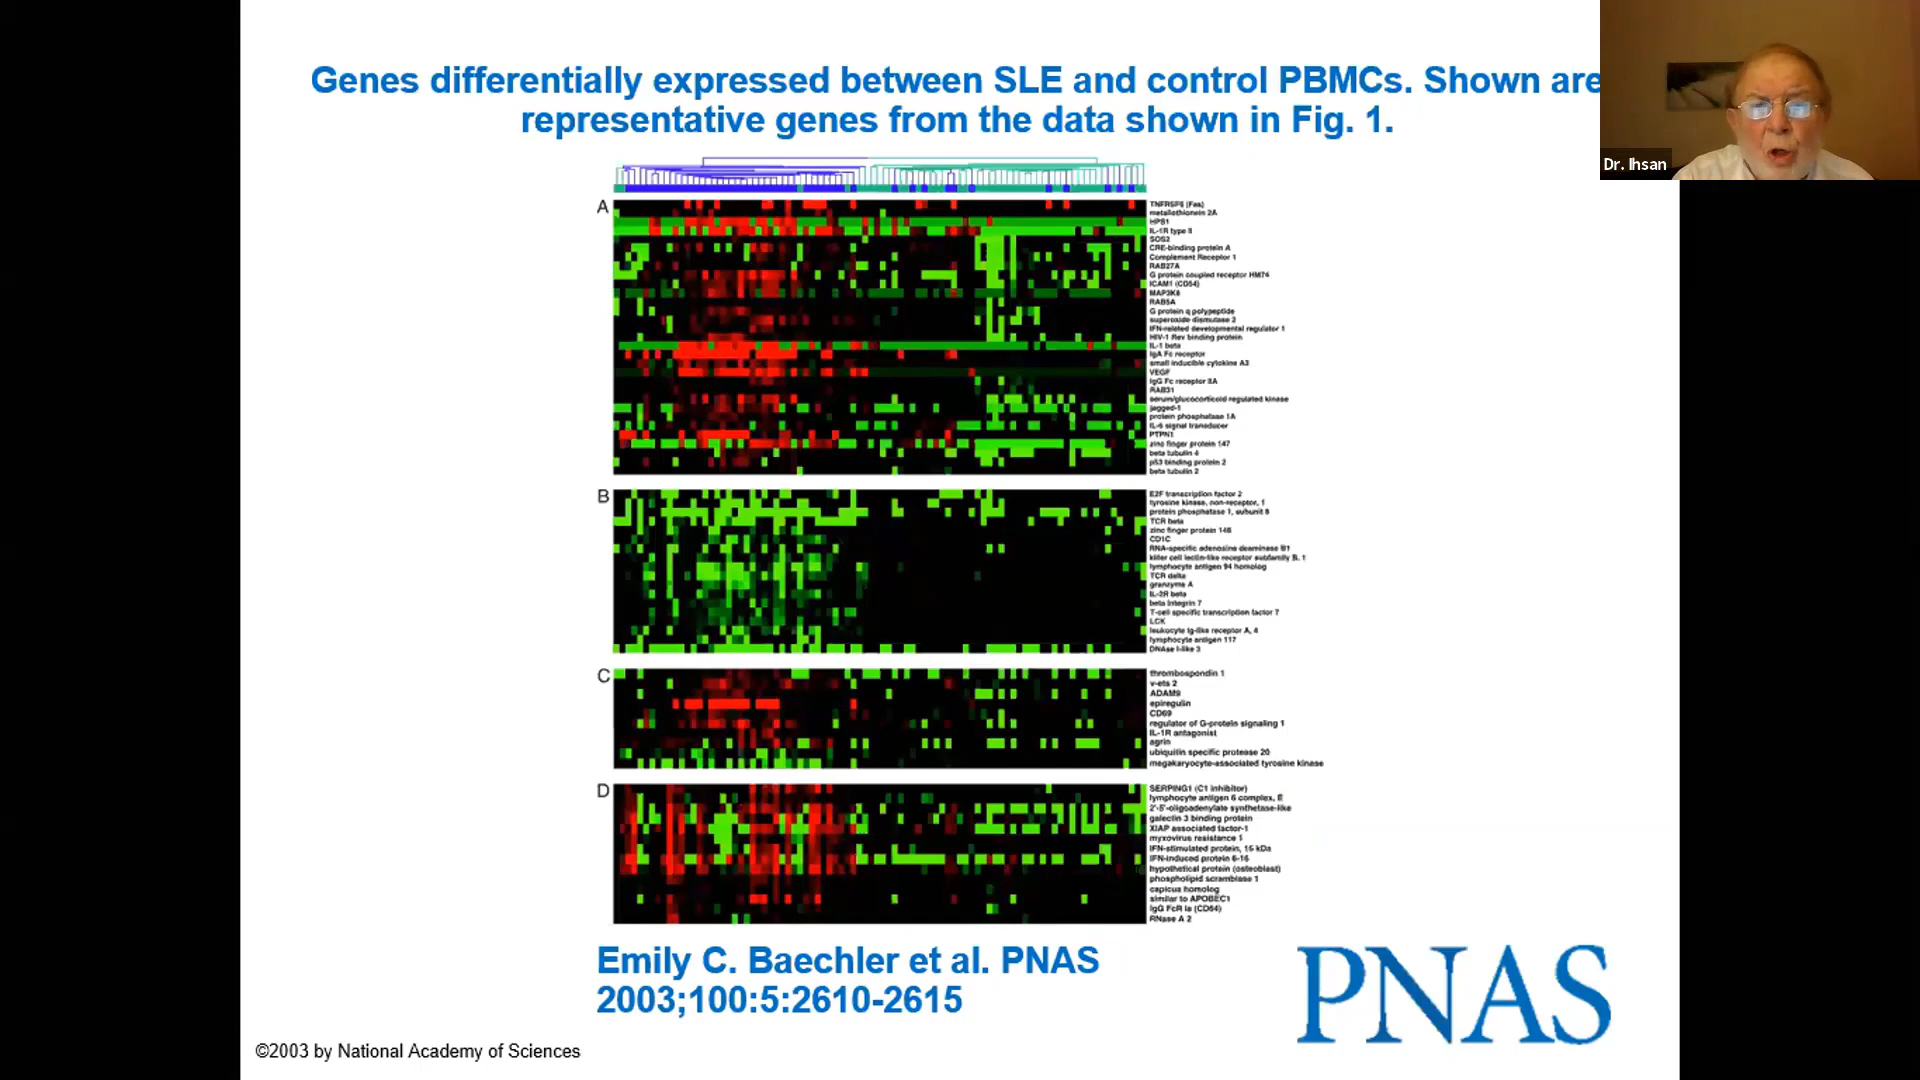 Genes differentially expressed between SLE and control PBMCs. Shown are
representative genes from the data shown in Fig. 1.
Dr. Ihsan
A
TNFRSF6 (Fas)
metallothionein 2A
HPS1
IL-1R type II
SOS2
CRE-binding protein A
Complement Receptor 1
RAB27A
G protein coupled receptor HM74
ICAM1 (CD54)
MAP3K8
RAB5A
G protein q polypeptide
superoxide dismutase 2
IFN-related developmental regulator 1
HIV-1 Rev binding protein
IL-1 beta
IgA Fc receptor
small inducible cytokine A3
VEGF
IgG Fc receptor IIA
RAB31
serum/glucocorticoid regulated kinase
jagged-1
protein phosphatase 1A
IL-6 signal transducer
PTPN1
zinc finger protein 147
beta tubulin 4
p53 binding protein 2
beta tubulin 2
B
E2F transcription factor 2
tyrosine kinase, non-receptor, 1
protein phosphatase 1, subunit 8
TCR beta
zinc finger protein 146
CD1C
RNA-specific adenosine deaminase B1
killer cell lectin-like receptor subfamily B, 1
lymphocyte antigen 94 homolog
TCR delta
granzyme A
IL-2R beta
beta integrin 7
T-cell specific transcription factor 7
LCK
leukocyte Ig-like receptor A, 4
lymphocyte antigen 117
DNAse I-like 3
C
thrombospondin 1
v-ets 2
ADAM9
epiregulin
CD69
regulator of G-protein signaling 1
IL-1R antagonist
agrin
ubiquitin specific protease 20
megakaryocyte-associated tyrosine kinase
D
SERPING1 (C1 inhibitor)
lymphocyte antigen 6 complex, E
2'-5'-oligoadenylate synthetase-like
galectin 3 binding protein
XIAP associated factor-1
myxovirus resistance 1
IFN-stimulated protein, 15 kDa
IFN-induced protein 6-16
hypothetical protein (osteoblast)
phospholipid scramblase 1
capicua homolog
similar to APOBEC1
IgG FcR Ia (CD64)
RNase A 2
Emily C. Baechler et al. PNAS
2003;100:5:2610-2615
PNAS
©2003 by National Academy of Sciences